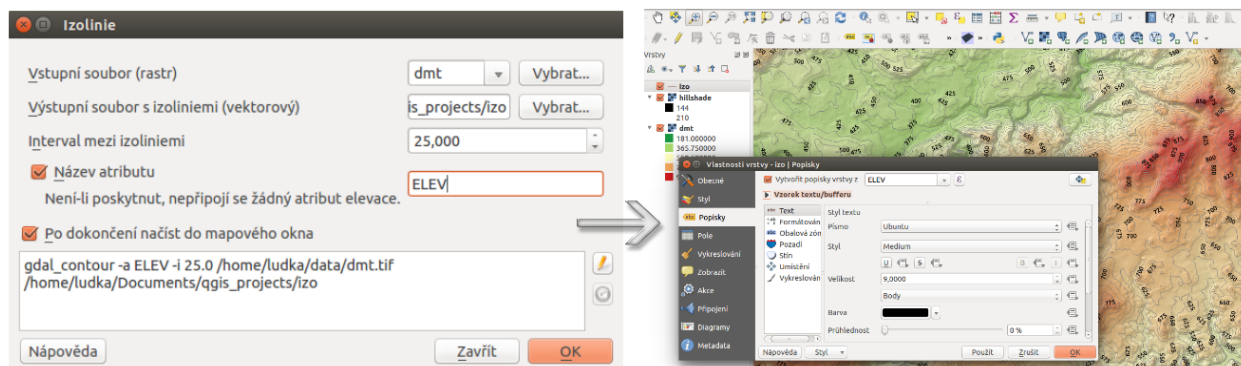 Izolinie
Vstupní soubor (rastr)
dmt
Vybrat...
Výstupní soubor s izoliniemi (vektorový)
is_projects/izo
Vybrat...
Interval mezi izoliniemi
25,000
Název atributu
Není-li poskytnut, nepřipojí se žádný atribut elevace.
ELEV
Po dokončení načíst do mapového okna
gdal_contour -a ELEV -i 25.0 /home/ludka/data/dmt.tif
/home/ludka/Documents/qgis_projects/izo
Nápověda
Zavřít
OK
Vrstvy
izo
hillshade
144
210
dmt
181.000000
365.750000
Vlastnosti vrstvy - izo | Popisky
Obecné
Styl
Popisky
Pole
Vykreslování
Zobrazit
Akce
Připojení
Diagramy
Metadata
Vytvořit popisky vrstvy z
ELEV
Vzorek textu/bufferu
Text
Formátován
Obalová zón
Pozadí
Stín
Umístění
Vykreslován
Styl textu
Písmo
Ubuntu
Styl
Medium
Velikost
9,0000
Body
Barva
Průhlednost
0 %
Nápověda
Styl
Použít
Zrušit
OK